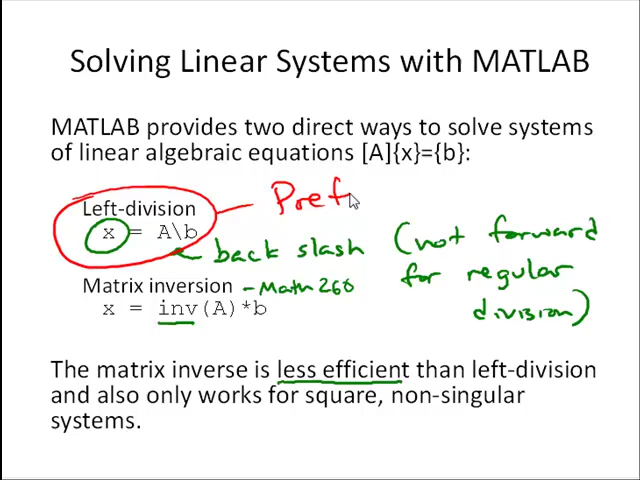 Solving Linear Systems with MATLAB
MATLAB provides two direct ways to solve systems
of linear algebraic equations [A]{x}={b}:
Left-division
x = A\b
Pref
back slash
(not forward
for regular
division)
Matrix inversion - Math 260
x = inv(A)*b
The matrix inverse is less efficient than left-division
and also only works for square, non-singular
systems.